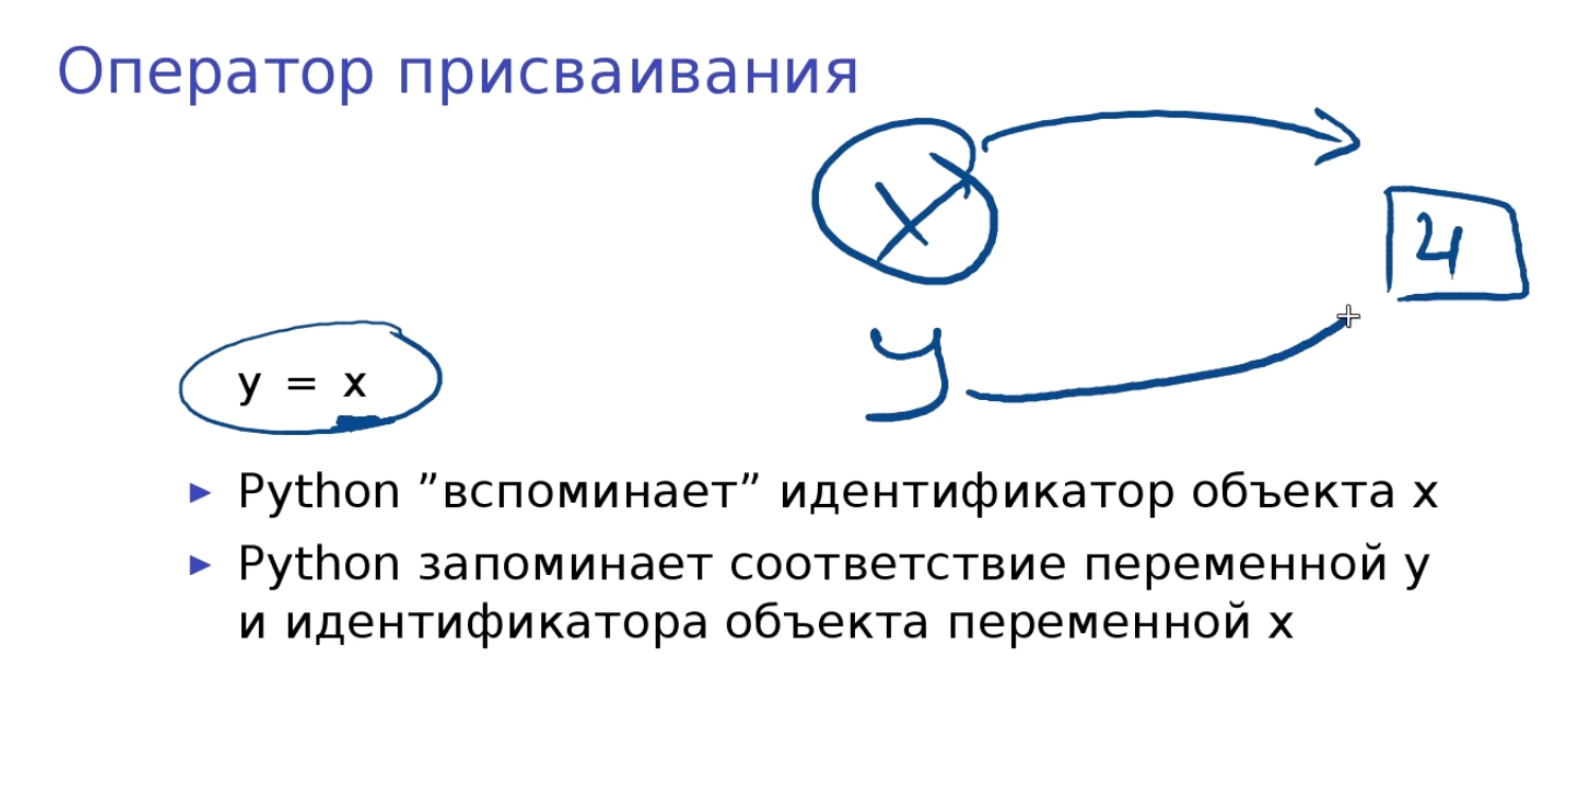 Оператор присваивания
x
4
y
y = x
▶ Python ”вспоминает” идентификатор объекта x
▶ Python запоминает соответствие переменной y
и идентификатора объекта переменной x